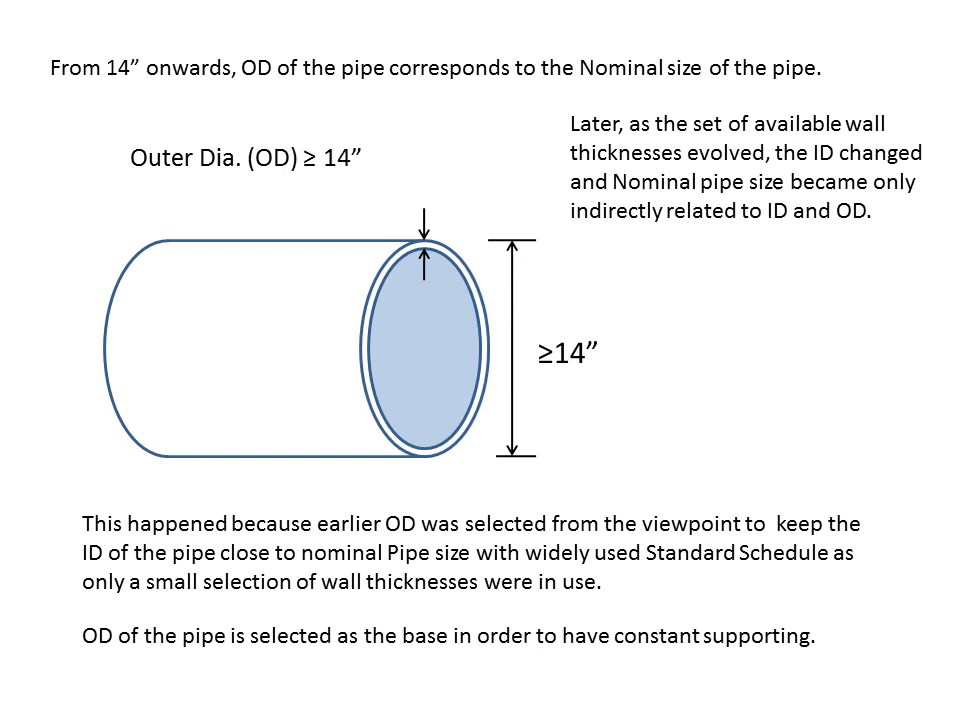 From 14” onwards, OD of the pipe corresponds to the Nominal size of the pipe.
Later, as the set of available wall
thicknesses evolved, the ID changed
and Nominal pipe size became only
indirectly related to ID and OD.
Outer Dia. (OD) ≥ 14”
≥14”
This happened because earlier OD was selected from the viewpoint to keep the
ID of the pipe close to nominal Pipe size with widely used Standard Schedule as
only a small selection of wall thicknesses were in use.
OD of the pipe is selected as the base in order to have constant supporting.